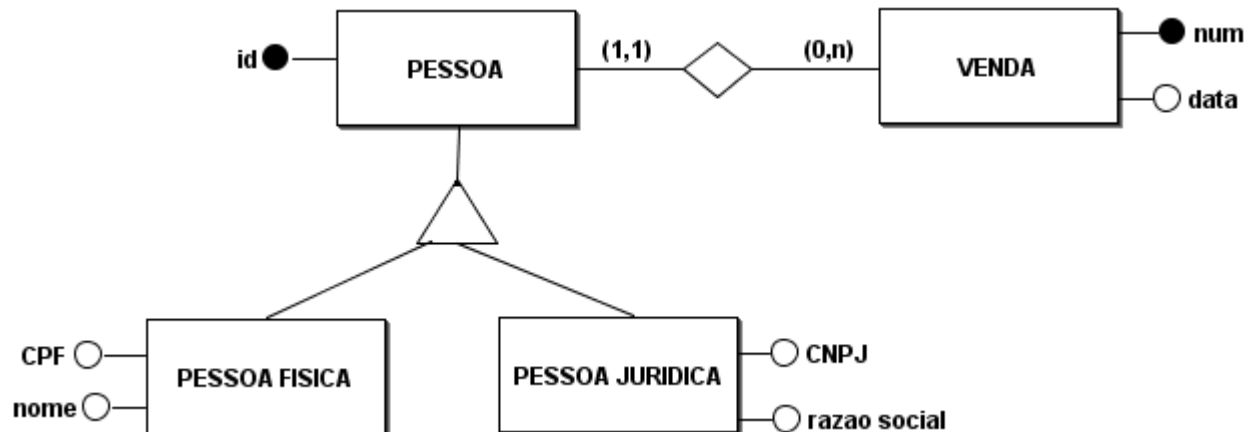 id
PESSOA
(1,1)
(0,n)
VENDA
num
data
CPF
nome
PESSOA FISICA
PESSOA JURIDICA
CNPJ
razao social